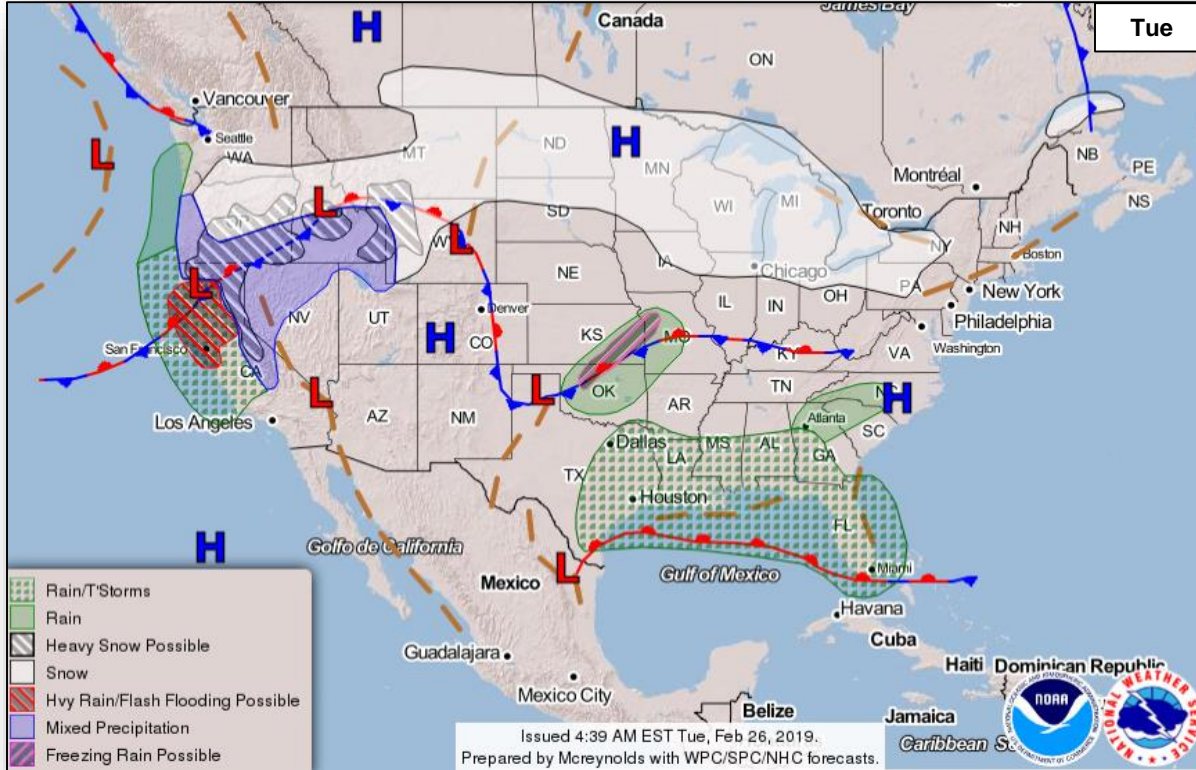 James Bay
Tue
Canada
H
ON
Vancouver
Seattle
WA
L
MT
ND
H
MN
Montréal
NB
PE
NS
WI
MI
Toronto
NH
Boston
L
SD
L
NY
IA
Chicago
PA
New York
Philadelphia
Washington
L
NE
IL
IN
OH
NV
UT
H
Denver
CO
KS
MO
KY
VA
San Francisco
CA
L
L
OK
TN
NC
H
Los Angeles
AZ
NM
AR
Atlanta
SC
Dallas
MS
AL
GA
LA
TX
Houston
FL
H
Golfo de California
Mexico
L
Gulf of Mexico
Miami
Havana
Cuba
Guadalajara
Haiti
Dominican Republic
Mexico City
Belize
Jamaica
Caribbean
Rain/T'Storms
Rain
Heavy Snow Possible
Snow
Hvy Rain/Flash Flooding Possible
Mixed Precipitation
Freezing Rain Possible
Issued 4:39 AM EST Tue, Feb 26, 2019.
Prepared by Mcreynolds with WPC/SPC/NHC forecasts.
NOAA
NATIONAL WEATHER SERVICE